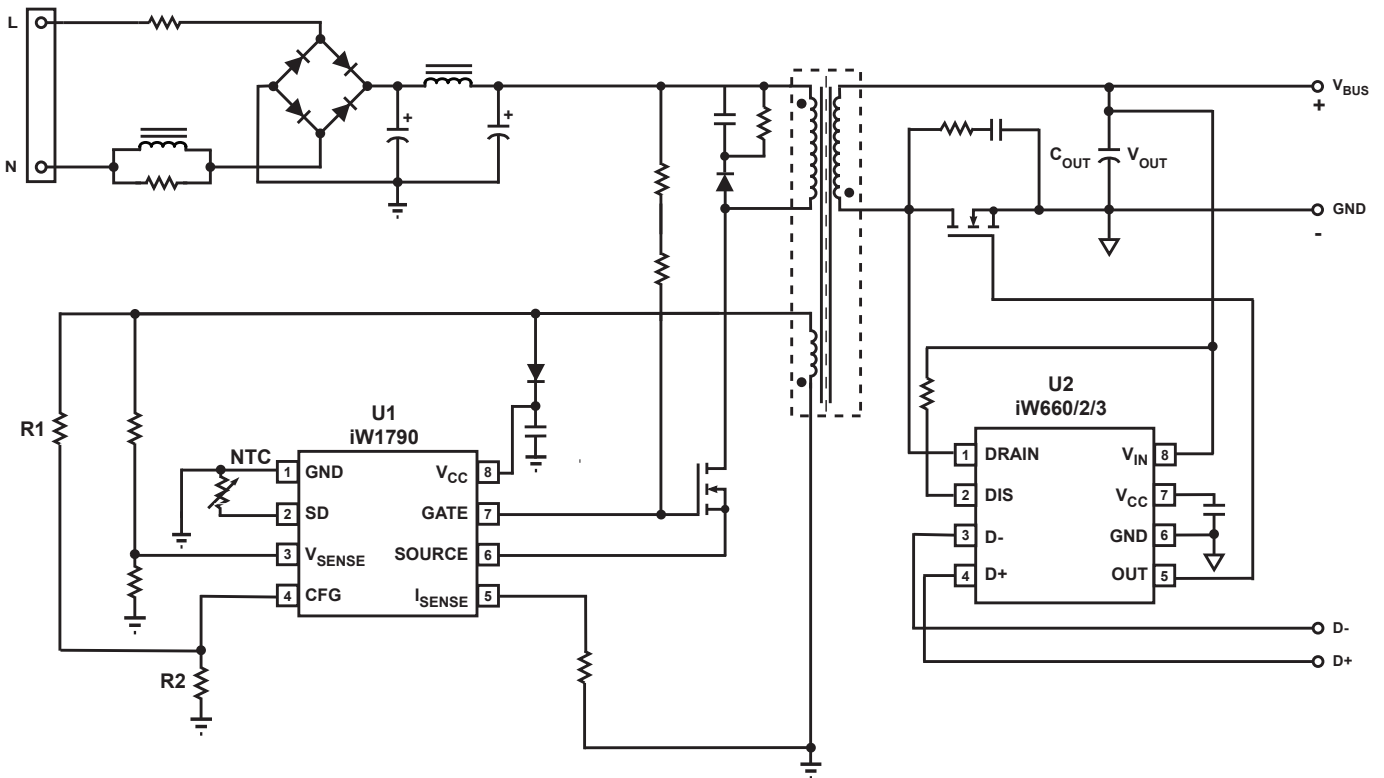 L
N
+
+
V_BUS
+
C_OUT
V_OUT
GND
-
R1
R2
NTC
U1
iW1790
1
GND
2
SD
3
V_SENSE
4
CFG
V_CC
8
GATE
7
SOURCE
6
I_SENSE
5
U2
iW660/2/3
1
DRAIN
2
DIS
3
D-
4
D+
V_IN
8
V_CC
7
GND
6
OUT
5
D-
D+